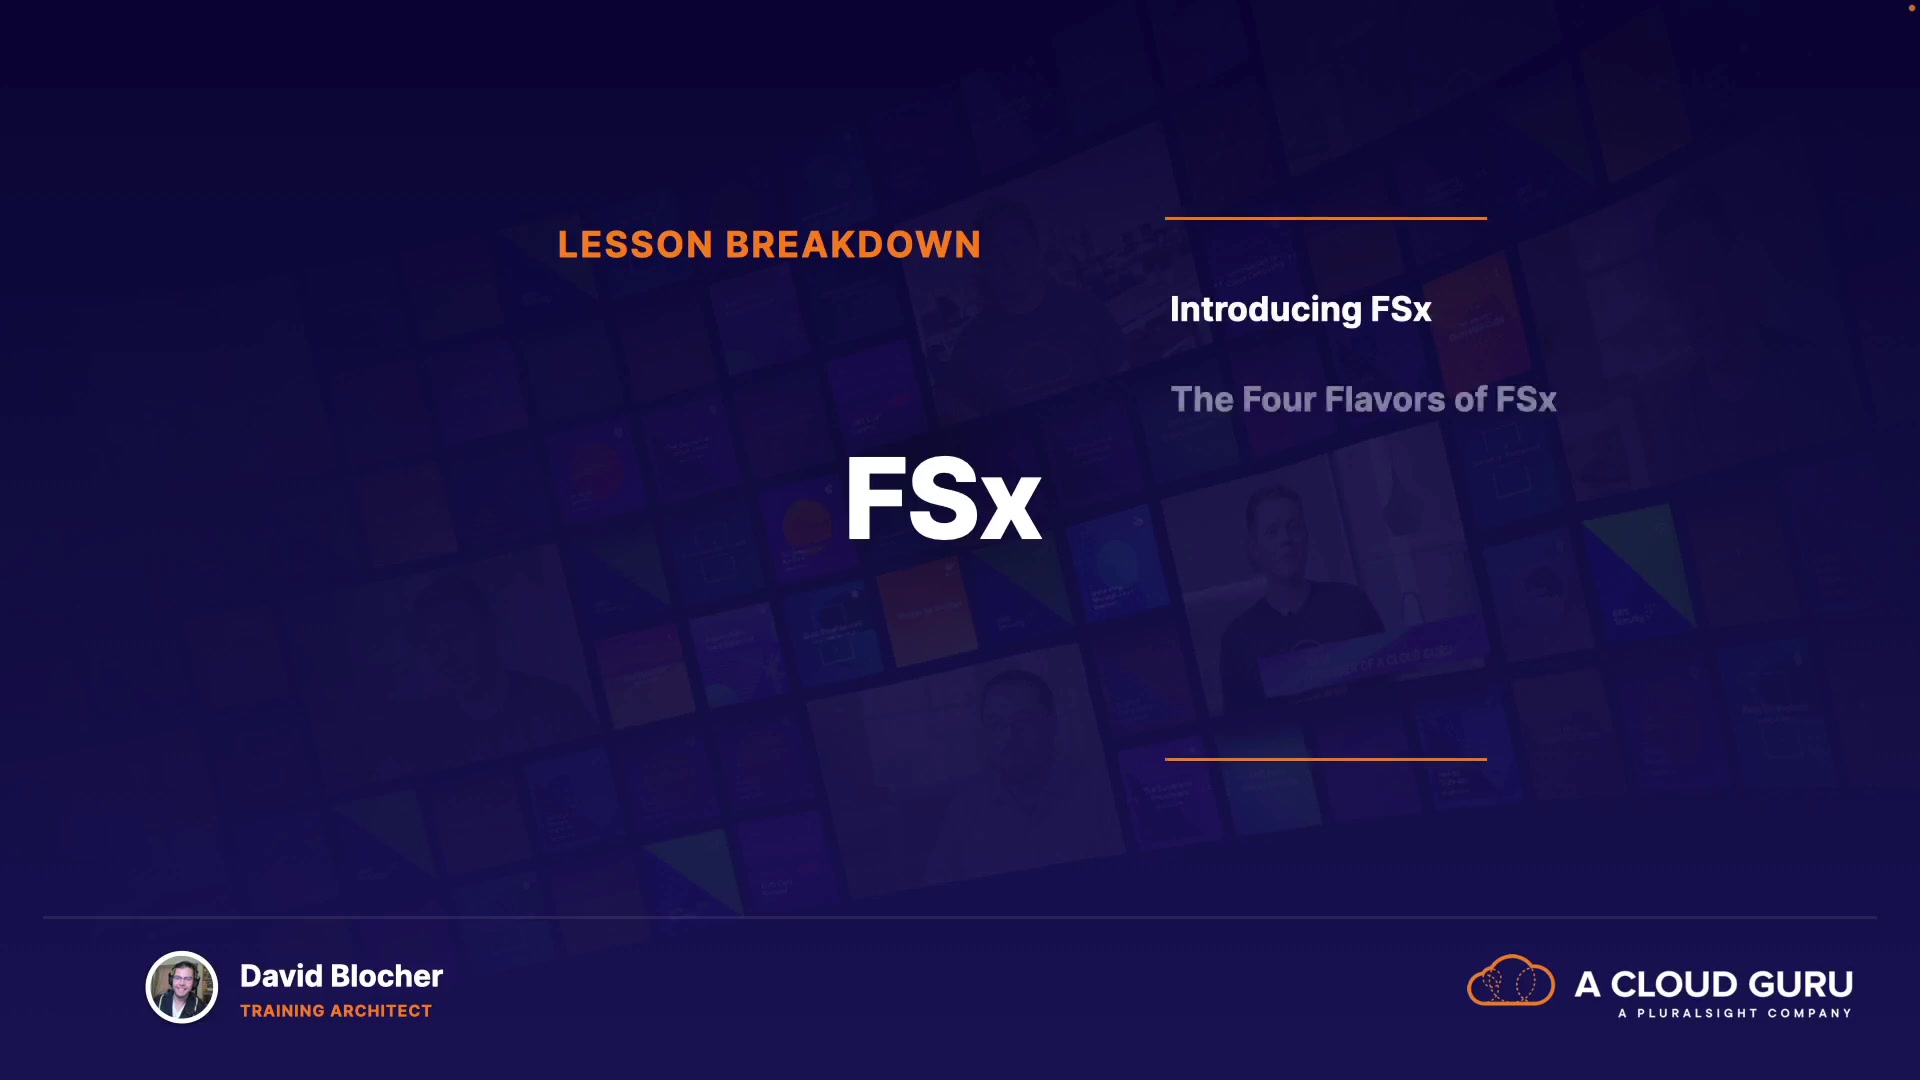 LESSON BREAKDOWN
FSx
Introducing FSx
The Four Flavors of FSx
David Blocher
TRAINING ARCHITECT
A CLOUD GURU
A PLURALSIGHT COMPANY